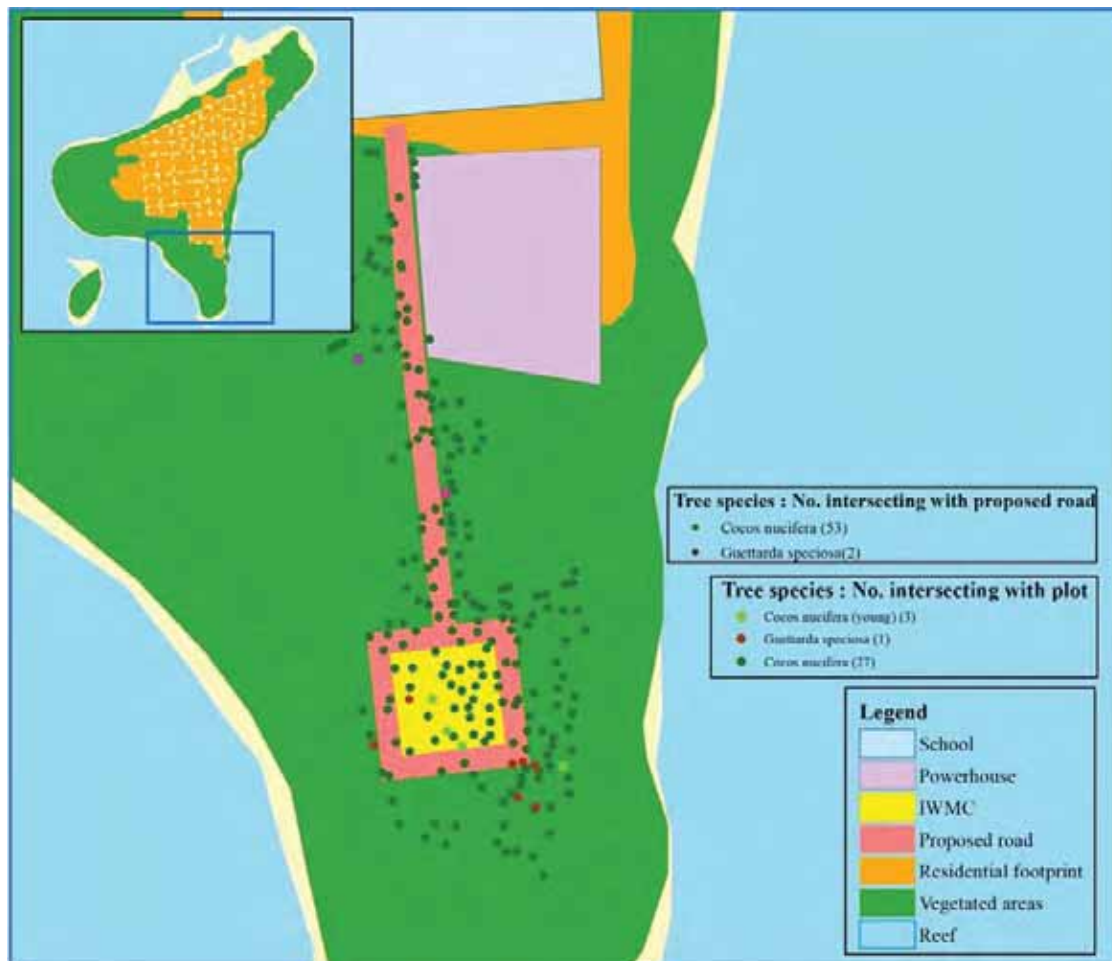 Tree species : No. intersecting with proposed road
Cocos nucifera (53)
Guettarda speciosa(2)
Tree species : No. intersecting with plot
Cocos nucifera (young) (3)
Guettarda speciosa (1)
Cocos nucifera (27)
Legend
School
Powerhouse
IWMC
Proposed road
Residential footprint
Vegetated areas
Reef